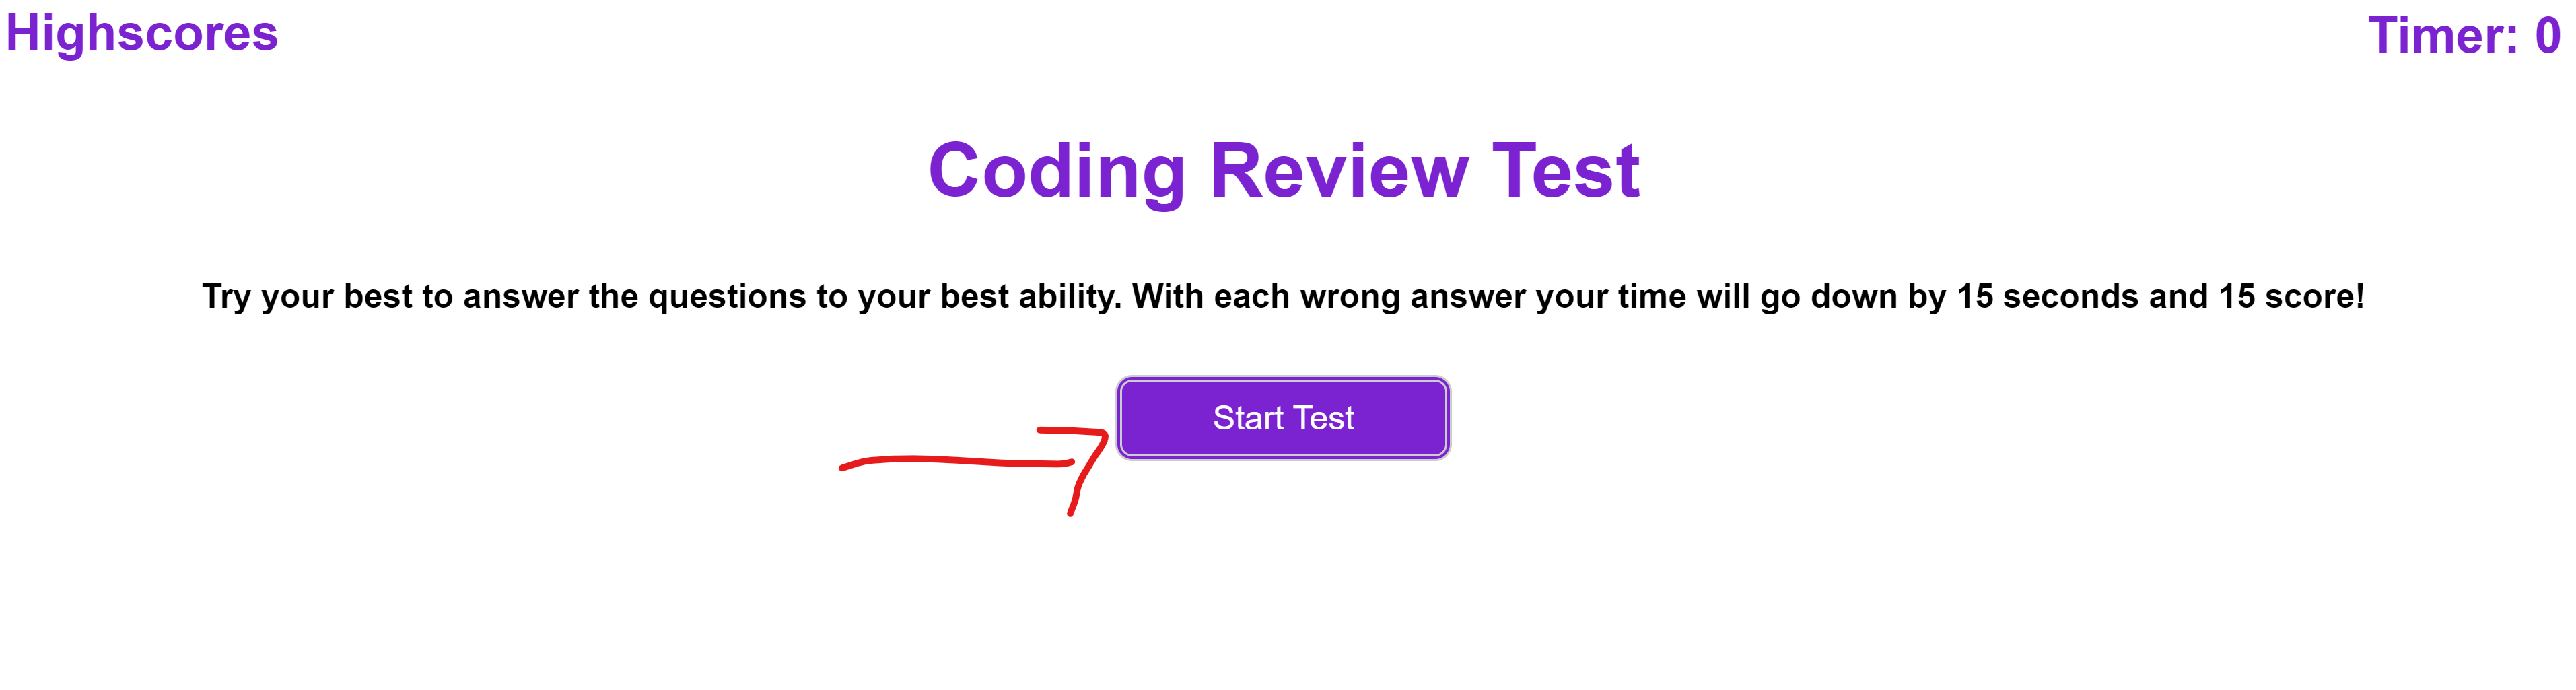 Highscores
Timer: 0
Coding Review Test
Try your best to answer the questions to your best ability. With each wrong answer your time will go down by 15 seconds and 15 score!
Start Test